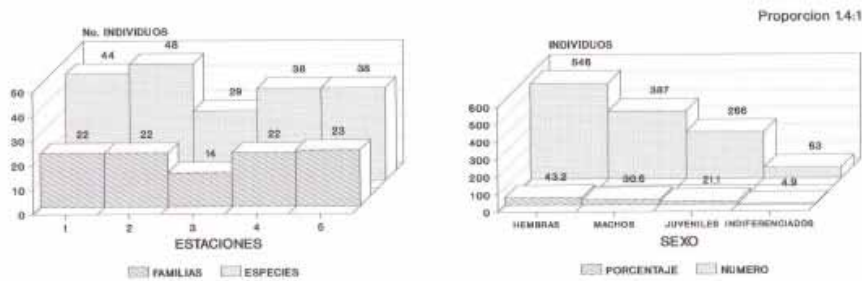 No. INDIVIDUOS
44 48 29 38 38
22 22 14 22 23
60
50
40
30
20
10
0
1 2 3 4 5
ESTACIONES
FAMILIAS ESPECIES
Proporcion 1.4:1
INDIVIDUOS
546 387 266 63
43.2 30.6 21.1 4.9
600
500
400
300
200
100
0
HEMBRAS MACHOS JUVENILES INDIFERENCIADOS
SEXO
PORCENTAJE NUMERO